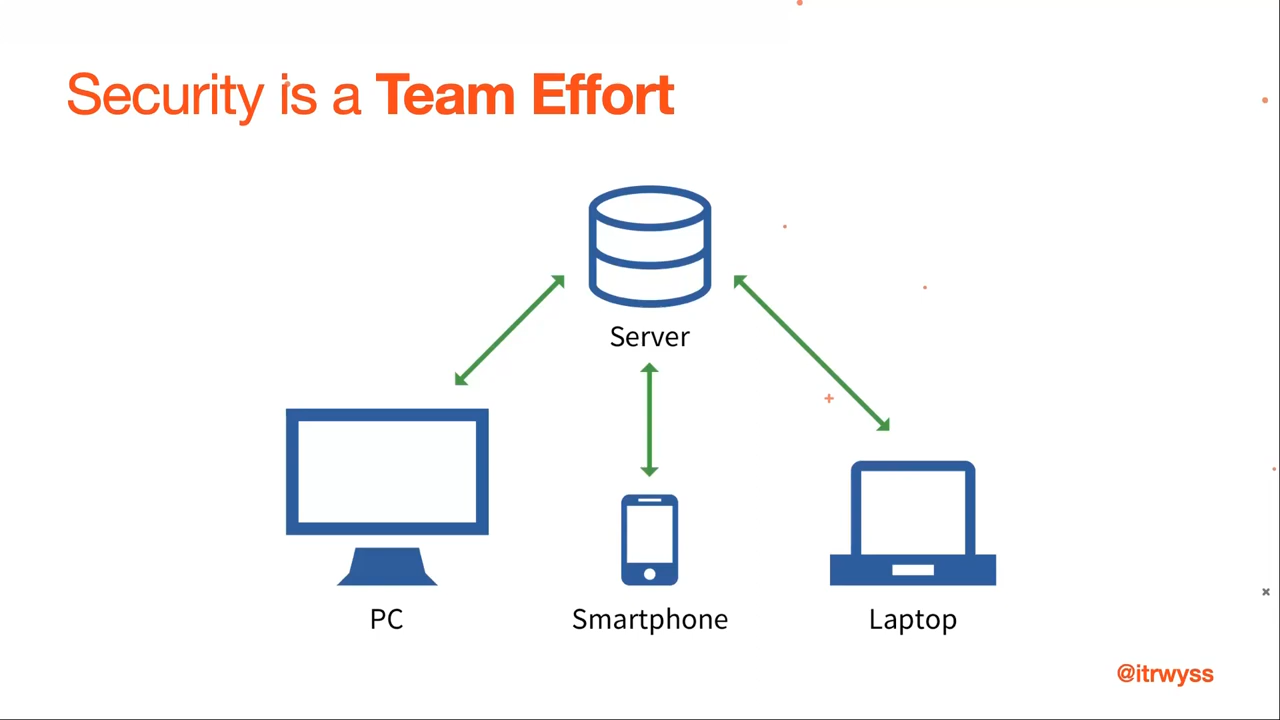 Security is a Team Effort
Server
PC
Smartphone
Laptop
@itrwyss